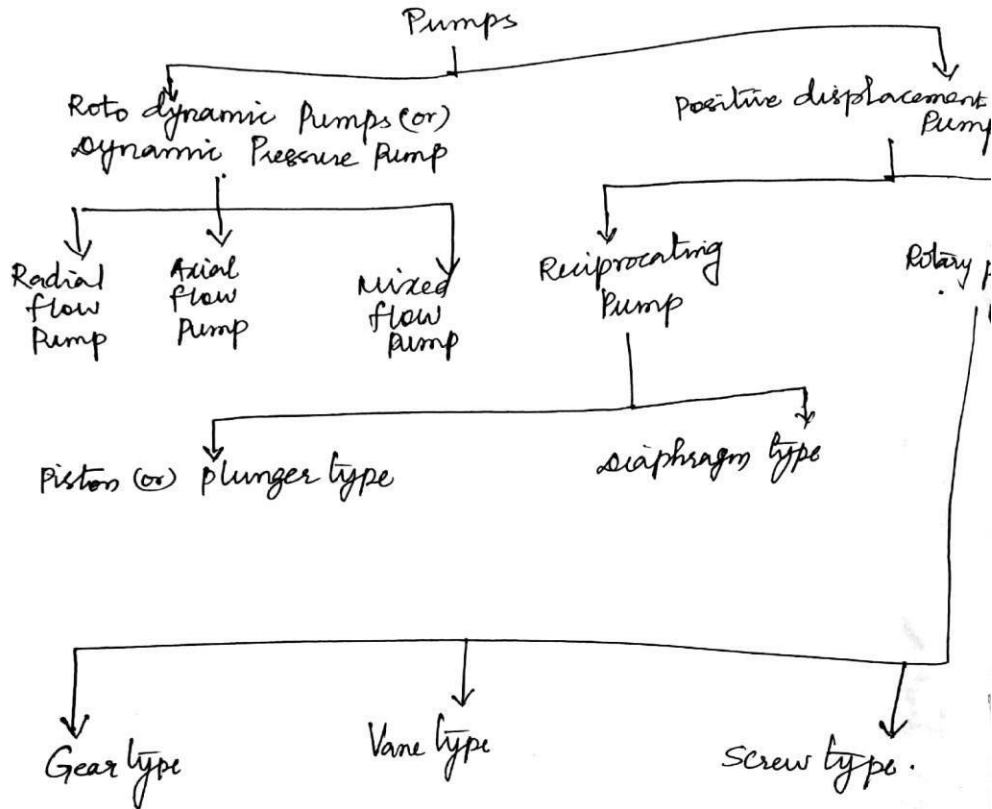 Pumps
Roto dynamic Pumps (or)
Dynamic Pressure Pump
Positive displacement
Pump
Radial
flow
Pump
Axial
flow
Pump
Mixed
flow
Pump
Reciprocating
Pump
Rotary
Piston (or) Plunger type
Diaphragm type
Gear type
Vane type
Screw type.